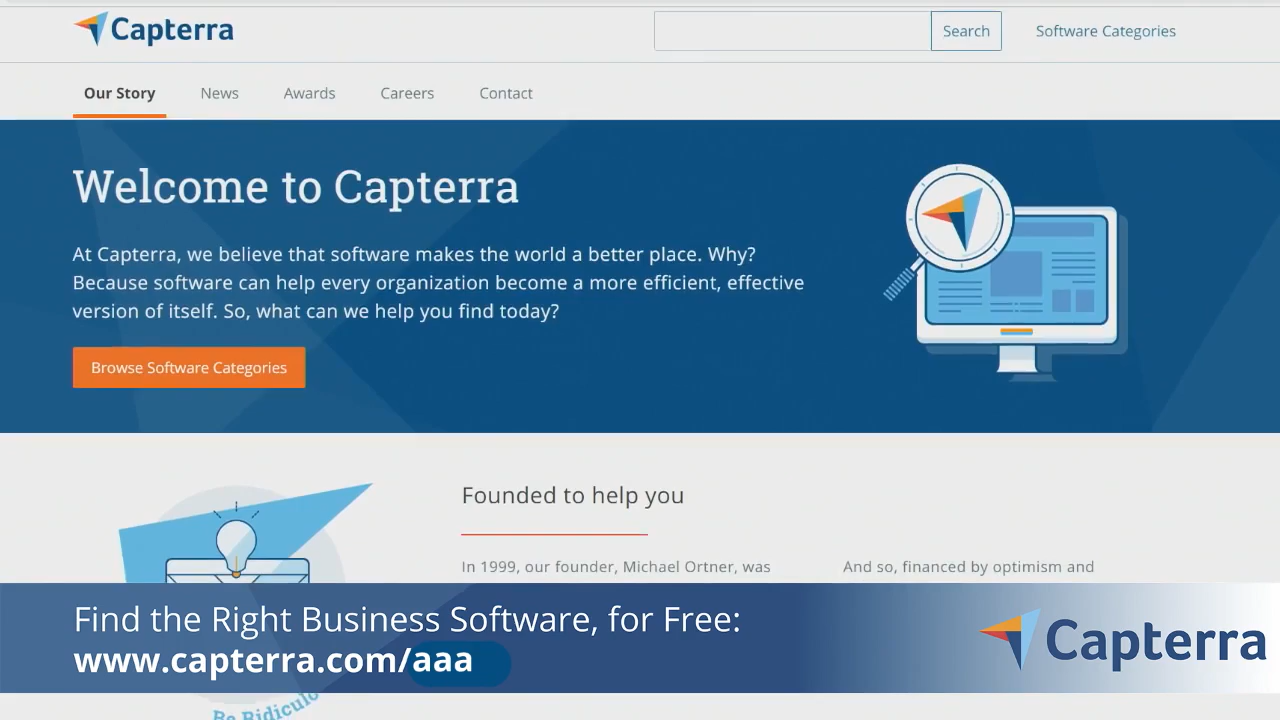 Capterra
Search
Software Categories
Our Story
News
Awards
Careers
Contact
Welcome to Capterra
At Capterra, we believe that software makes the world a better place. Why?
Because software can help every organization become a more efficient, effective
version of itself. So, what can we help you find today?
Browse Software Categories
Founded to help you
In 1999, our founder, Michael Ortner, was
And so, financed by optimism and
Find the Right Business Software, for Free:
www.capterra.com/aaa
Capterra
Be